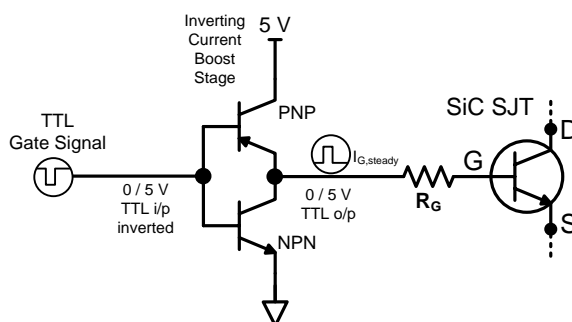 Inverting
Current
Boost
Stage
5 V
TTL
Gate Signal
PNP
SiC SJT
D
I_G,steady
G
0 / 5 V
TTL i/p
inverted
0 / 5 V
TTL o/p
R_G
S
NPN